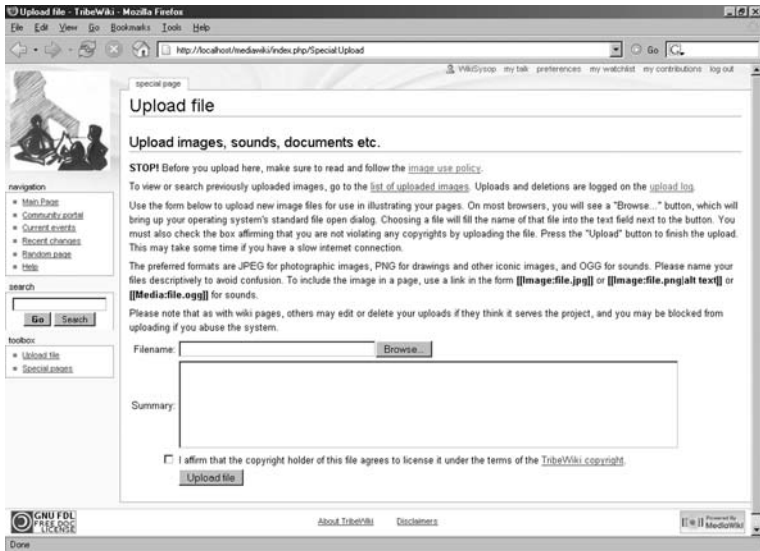 Upload file - TribeWiki - Mozilla Firefox
File Edit View Go Bookmarks Tools Help
http://localhost/mediawiki/index.php/Special:Upload Go
WikiSysop my talk preferences my watchlist my contributions log out
special page
Upload file
Upload images, sounds, documents etc.
STOP! Before you upload here, make sure to read and follow the image use policy.
To view or search previously uploaded images, go to the list of uploaded images. Uploads and deletions are logged on the upload log.
Use the form below to upload new image files for use in illustrating your pages. On most browsers, you will see a "Browse..." button, which will
bring up your operating system's standard file open dialog. Choosing a file will fill the name of that file into the text field next to the button. You
must also check the box affirming that you are not violating any copyrights by uploading the file. Press the "Upload" button to finish the upload.
This may take some time if you have a slow internet connection.
The preferred formats are JPEG for photographic images, PNG for drawings and other iconic images, and OGG for sounds. Please name your
files descriptively to avoid confusion. To include the image in a page, use a link in the form [[Image:file.jpg]] or [[Image:file.png|alt text]] or
[[Media:file.ogg]] for sounds.
Please note that as with wiki pages, others may edit or delete your uploads if they think it serves the project, and you may be blocked from
uploading if you abuse the system.
Filename: Browse...
Summary:
I affirm that the copyright holder of this file agrees to license it under the terms of the TribeWiki copyright.
Upload file
navigation
Main Page
Community portal
Current events
Recent changes
Random page
Help
search
Go Search
toolbox
Upload file
Special pages
GNU FDL
FREE DOC
LICENSE
About TribeWiki Disclaimers
Powered By
MediaWiki
Done